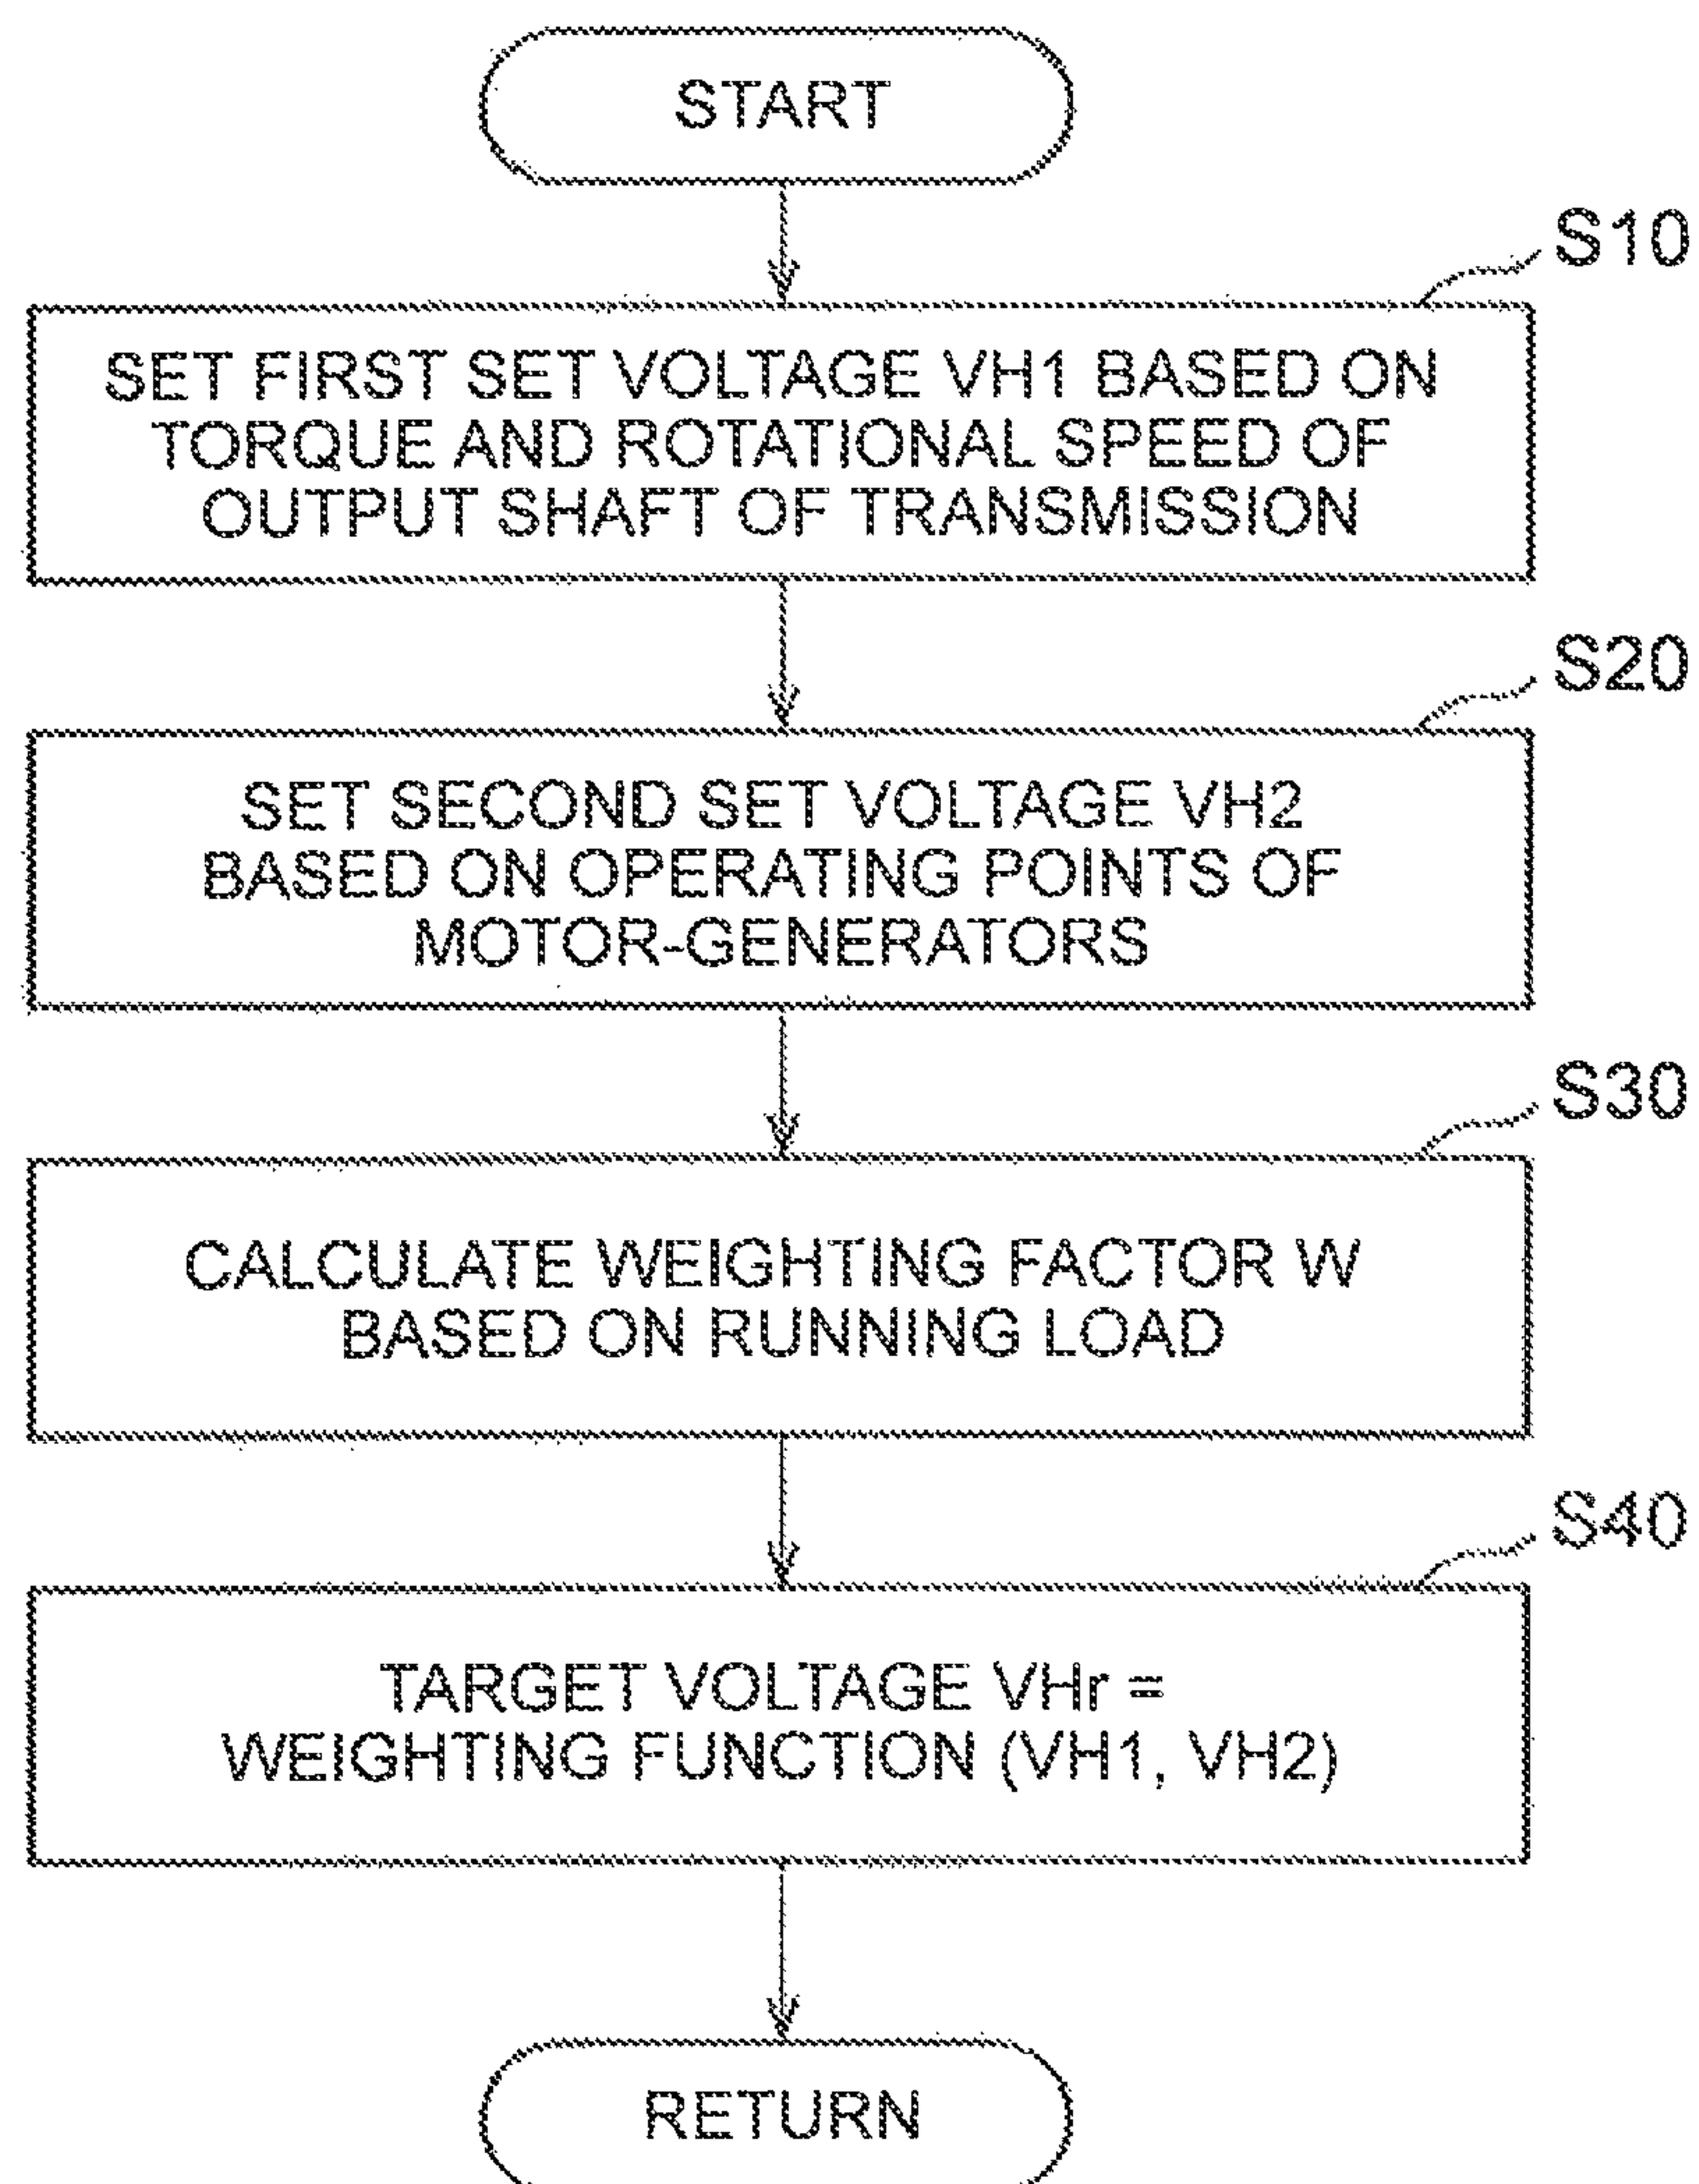 START
S10
SET FIRST SET VOLTAGE VH1 BASED ON
TORQUE AND ROTATIONAL SPEED OF
OUTPUT SHAFT OF TRANSMISSION
S20
SET SECOND SET VOLTAGE VH2
BASED ON OPERATING POINTS OF
MOTOR-GENERATORS
S30
CALCULATE WEIGHTING FACTOR W
BASED ON RUNNING LOAD
S40
TARGET VOLTAGE VHr =
WEIGHTING FUNCTION (VH1, VH2)
RETURN